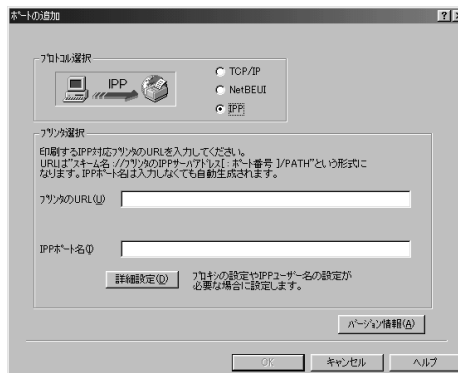 ポートの追加
プロトコル選択
IPP
TCP/IP
NetBEUI
IPP
プリンタ選択
印刷するIPP対応プリンタのURLを入力してください。
URLは"スキーム名 ://プリンタのIPPサーバアドレス[ : ポート番号 ]/PATH"という形式に
なります。IPPポート名は入力しなくても自動生成されます。
プリンタのURL(U)
IPPポート名(I)
詳細設定(D)
プロキシの設定やIPPユーザー名の設定が
必要な場合に設定します。
バージョン情報(A)
OK
キャンセル
ヘルプ